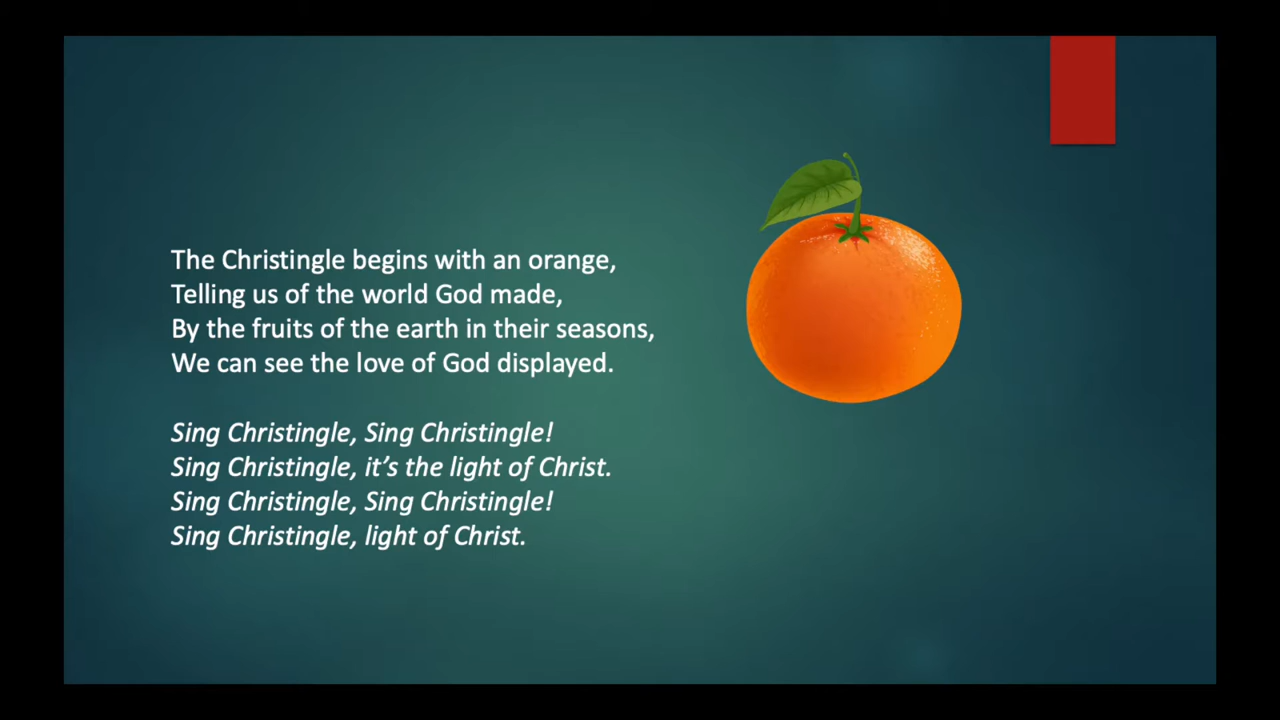 The Christingle begins with an orange,
Telling us of the world God made,
By the fruits of the earth in their seasons,
We can see the love of God displayed.
Sing Christingle, Sing Christingle!
Sing Christingle, it’s the light of Christ.
Sing Christingle, Sing Christingle!
Sing Christingle, light of Christ.